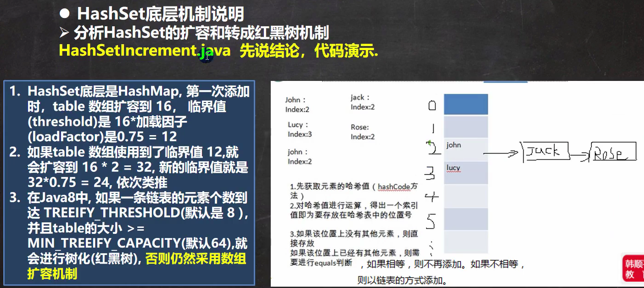 ● HashSet底层机制说明
➢ 分析HashSet的扩容和转成红黑树机制
HashSetIncrement.java 先说结论，代码演示.
1. HashSet底层是HashMap, 第一次添加
时，table 数组扩容到 16， 临界值
(threshold)是 16*加载因子
(loadFactor)是0.75 = 12
2. 如果table 数组使用到了临界值 12,就
会扩容到 16 * 2 = 32, 新的临界值就是
32*0.75 = 24, 依次类推
3. 在Java8中, 如果一条链表的元素个数到
达 TREEIFY_THRESHOLD(默认是 8 )，
并且table的大小 >=
MIN_TREEIFY_CAPACITY(默认64),就
会进行树化(红黑树), 否则仍然采用数组
扩容机制
John：
Index:2
jack：
Index:2
Lucy：
Index:3
Rose:
Index:2
john：
Index:2
0
1
2 john
Jack
Rose
3 lucy
4
5
1.先获取元素的哈希值（hashCode方
法）
2.对哈希值进行运算，得出一个索引
值即为要存放在哈希表中的位置号
3.如果该位置上没有其他元素，则直
接存放
如果该位置上已经有其他元素，则需
要进行equals判断 ，如果相等，则不再添加。如果不相等，
则以链表的方式添加。
韩顺
教